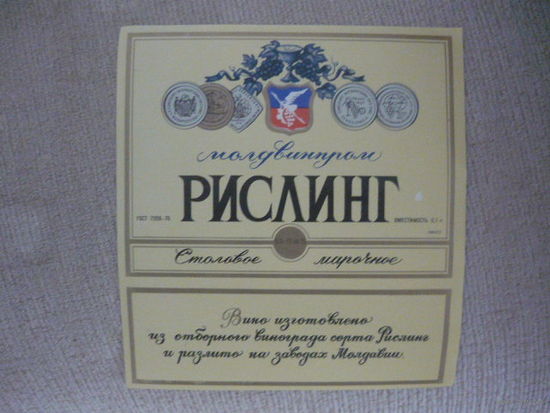 молдвинпром
РИСЛИНГ
Столовое марочное
Вино изготовлено
из отборного винограда сорта Рислинг
и разлито на заводах Молдавии